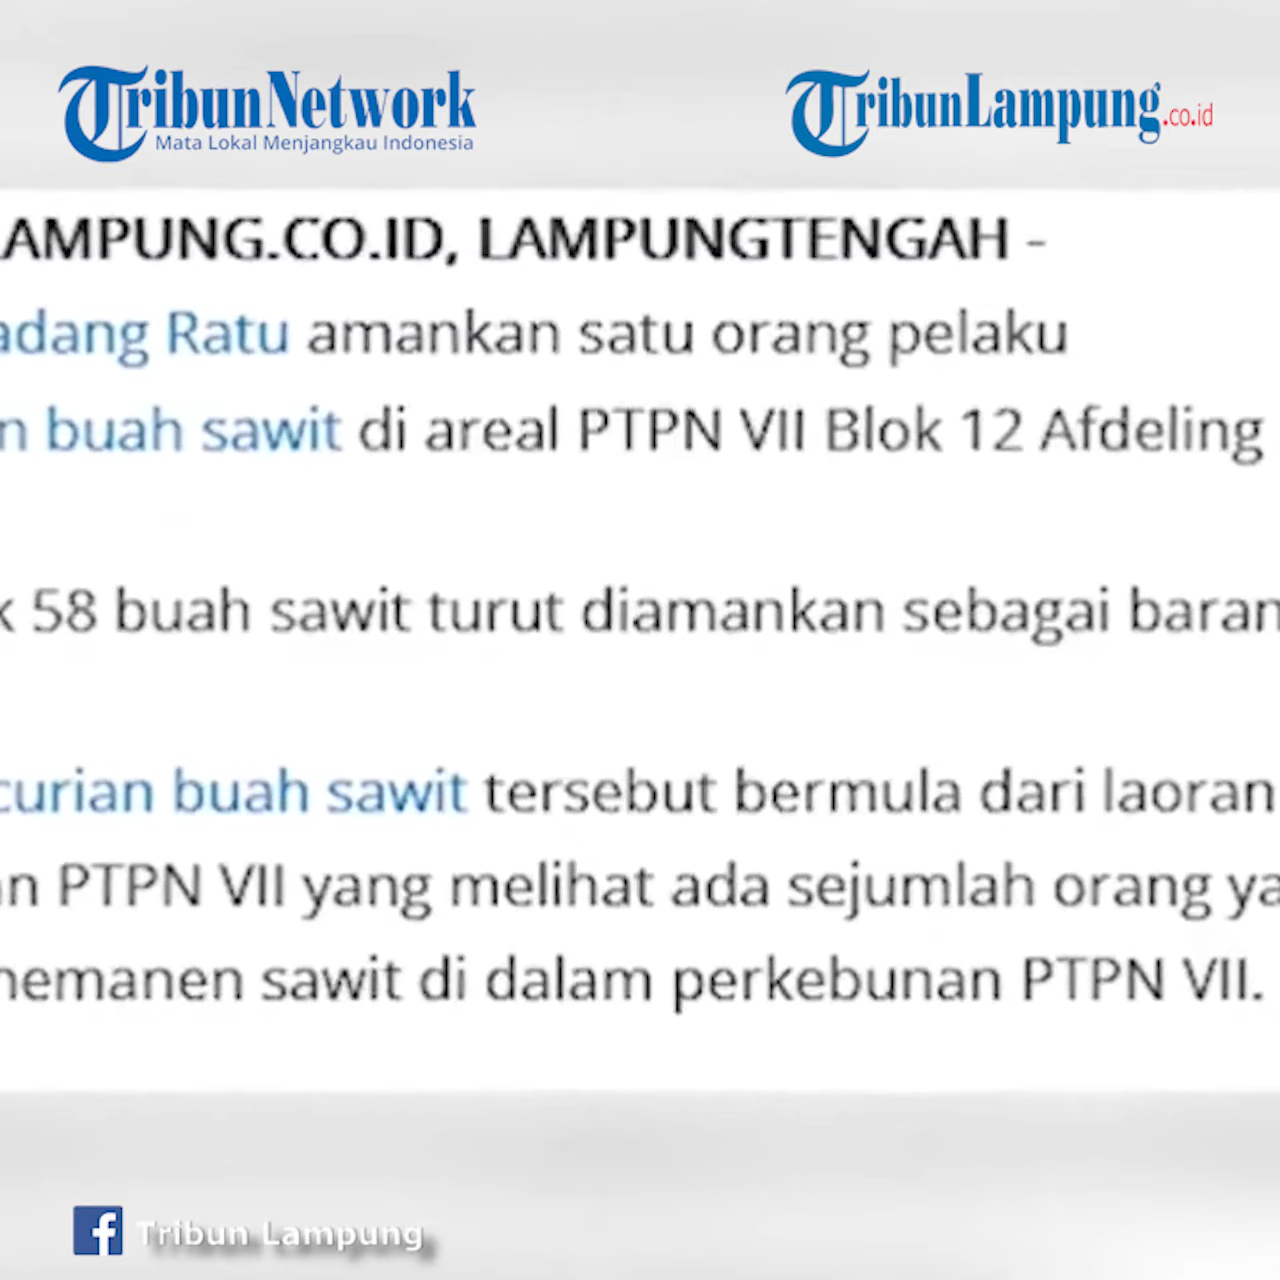 TribunNetwork
Mata Lokal Menjangkau Indonesia
TribunLampung.co.id
AMPUNG.CO.ID, LAMPUNGTENGAH -
adang Ratu amankan satu orang pelaku
n buah sawit di areal PTPN VII Blok 12 Afdeling
k 58 buah sawit turut diamankan sebagai baran
curian buah sawit tersebut bermula dari laoran
an PTPN VII yang melihat ada sejumlah orang ya
nemanen sawit di dalam perkebunan PTPN VII.
Tribun Lampung